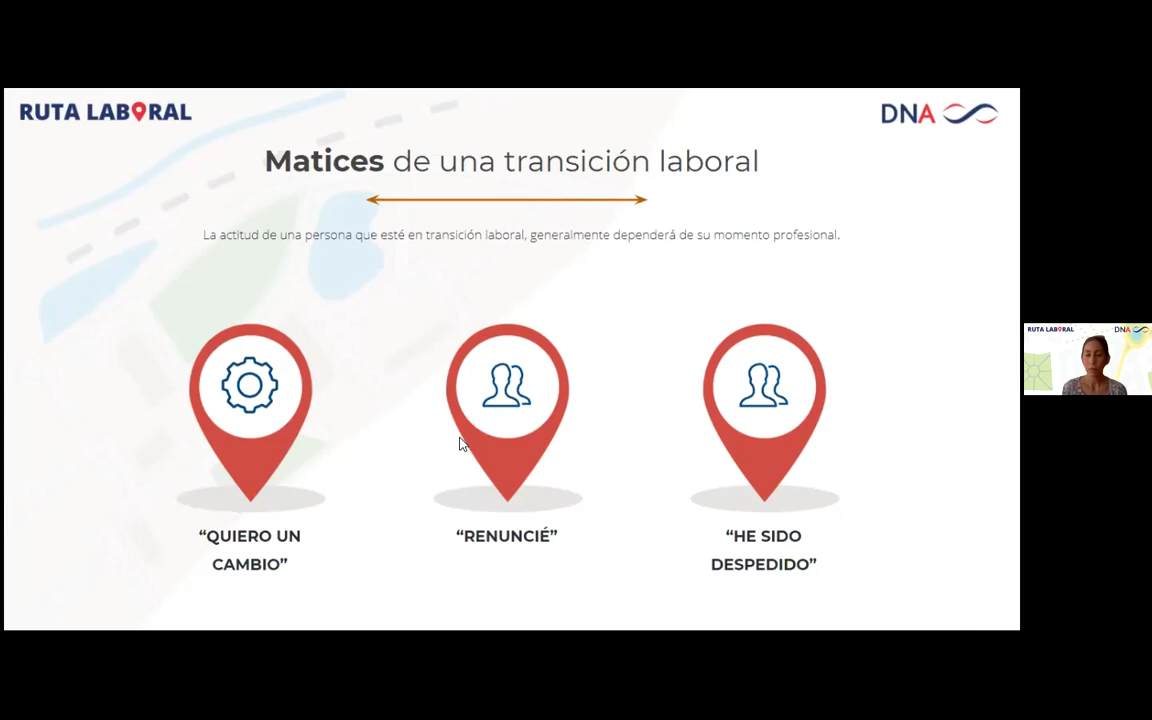 RUTA LABORAL
DNA
Matices de una transición laboral
La actitud de una persona que esté en transición laboral, generalmente dependerá de su momento profesional.
“QUIERO UN
CAMBIO”
“RENUNCIÉ”
“HE SIDO
DESPEDIDO”
RUTA LABORAL
DNA